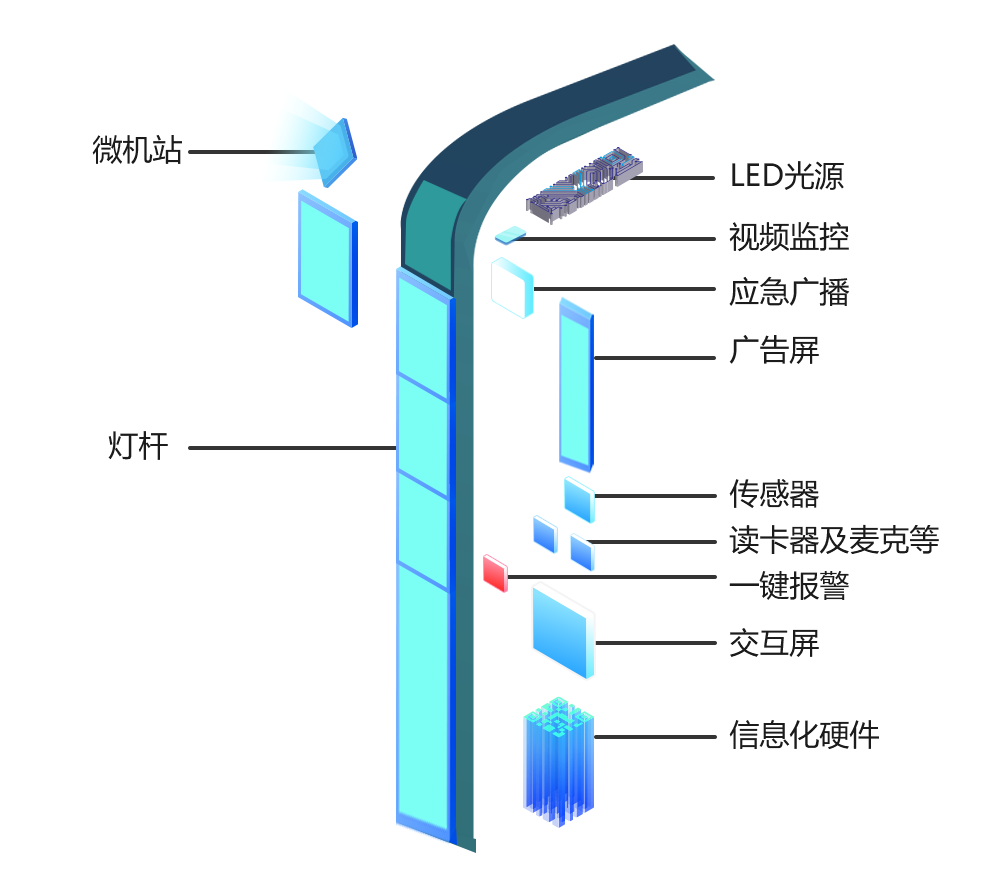 微机站
LED光源
视频监控
应急广播
广告屏
灯杆
传感器
读卡器及麦克等
一键报警
交互屏
信息化硬件